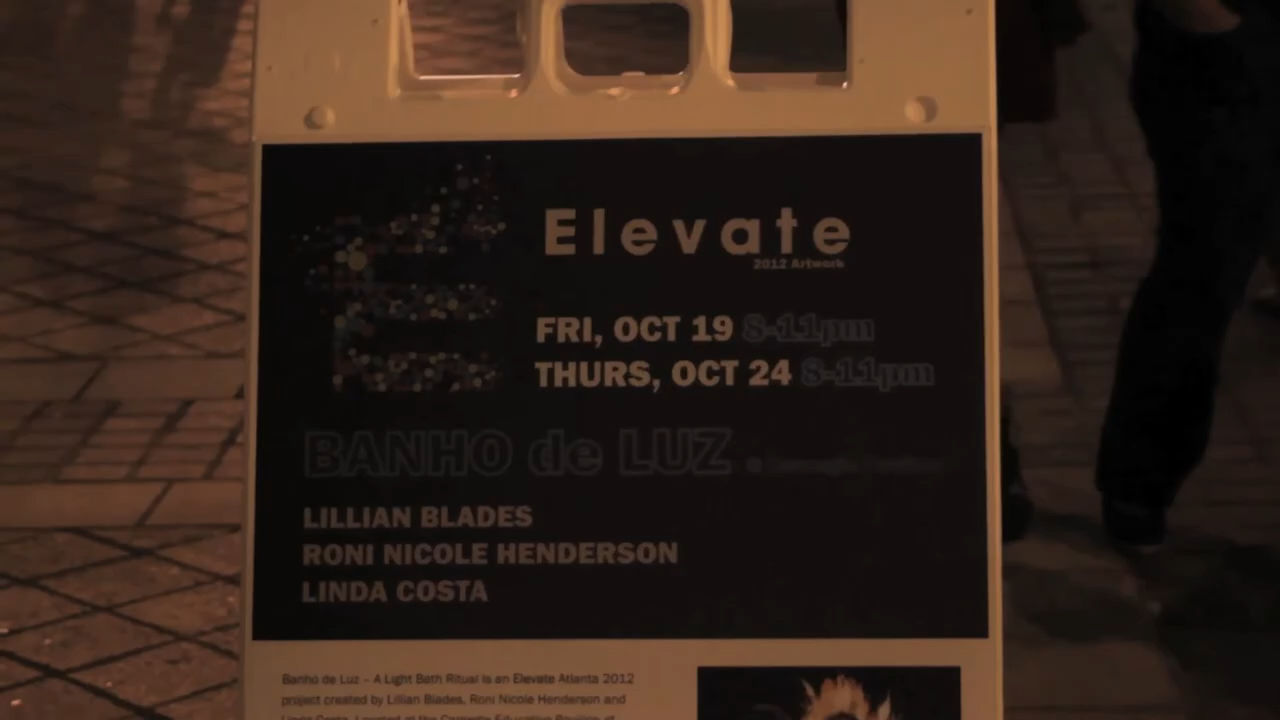 Elevate
2012 Artwork
FRI, OCT 19 8-11pm
THURS, OCT 24 8-11pm
BANHO de LUZ
LILLIAN BLADES
RONI NICOLE HENDERSON
LINDA COSTA
Banho de Luz – A Light Bath Ritual is an Elevate Atlanta 2012
project created by Lillian Blades, Roni Nicole Henderson and